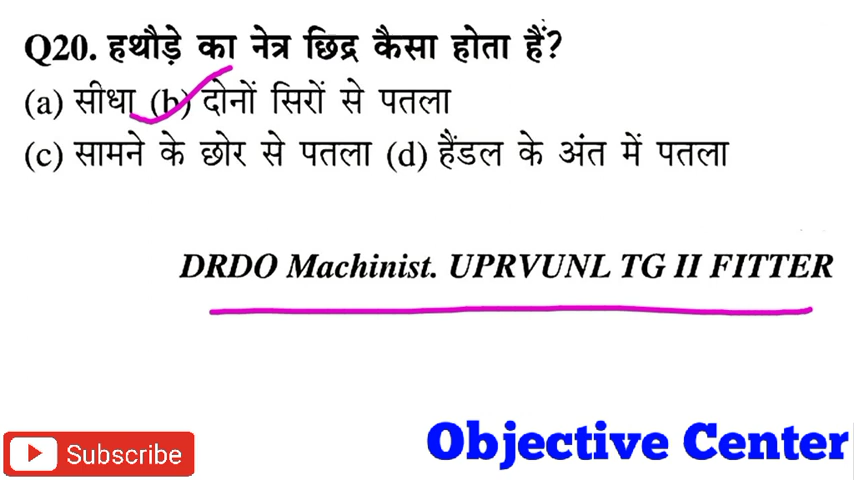 Q20. हथौड़े का नेत्र छिद्र कैसा होता हैं?
(a) सीधा (b) दोनों सिरों से पतला
(c) सामने के छोर से पतला (d) हैंडल के अंत में पतला
DRDO Machinist. UPRVUNL TG II FITTER
Subscribe
Objective Center